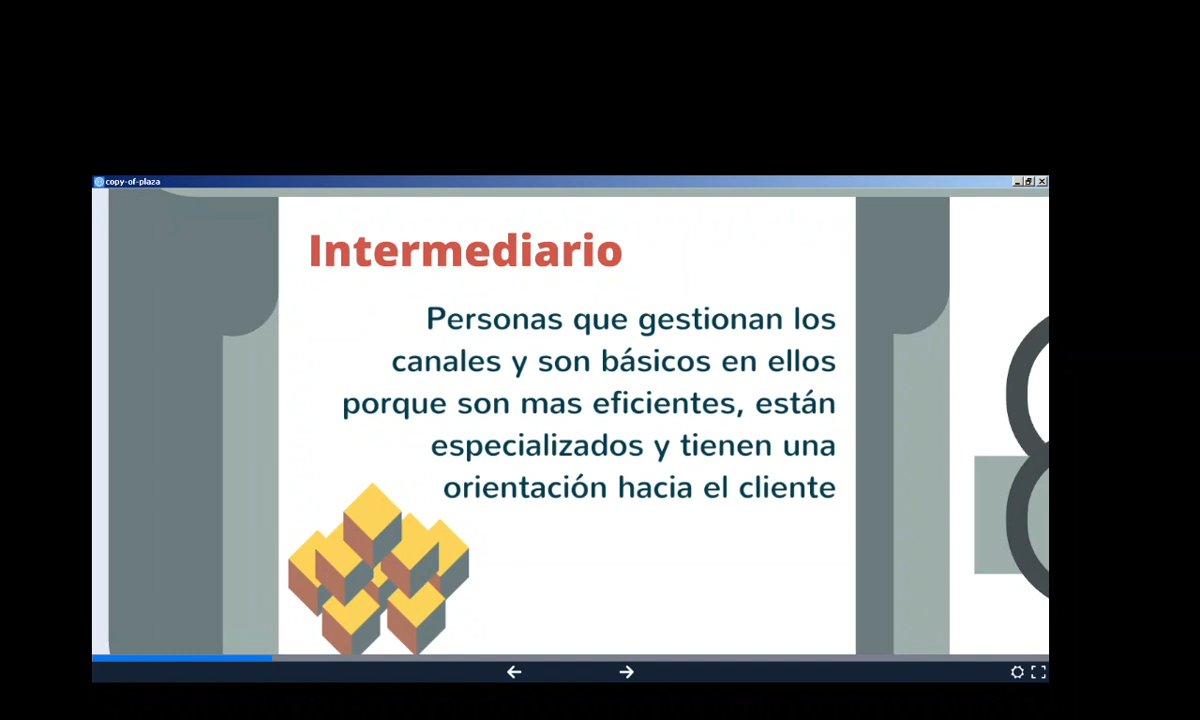 copy-of-plaza
Intermediario
Personas que gestionan los
canales y son básicos en ellos
porque son mas eficientes, están
especializados y tienen una
orientación hacia el cliente